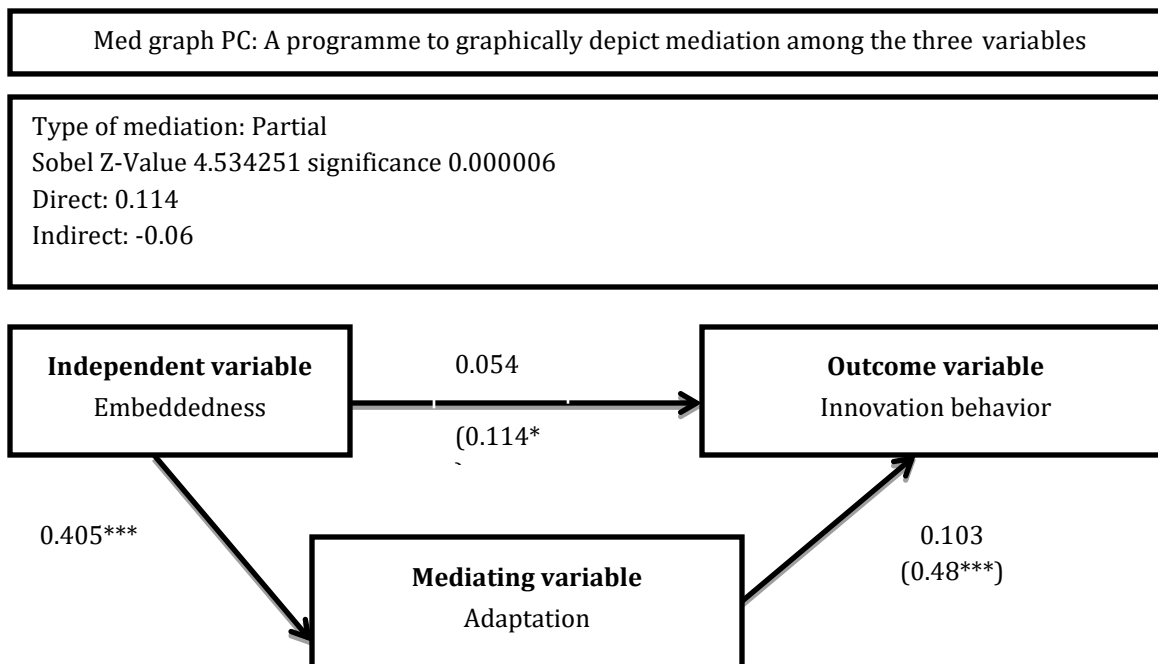 Med graph PC: A programme to graphically depict mediation among the three variables
Type of mediation: Partial
Sobel Z-Value 4.534251 significance 0.000006
Direct: 0.114
Indirect: -0.06
Independent variable
Embeddedness
0.054
(0.114*
Outcome variable
Innovation behavior
0.405***
Mediating variable
Adaptation
0.103
(0.48***)